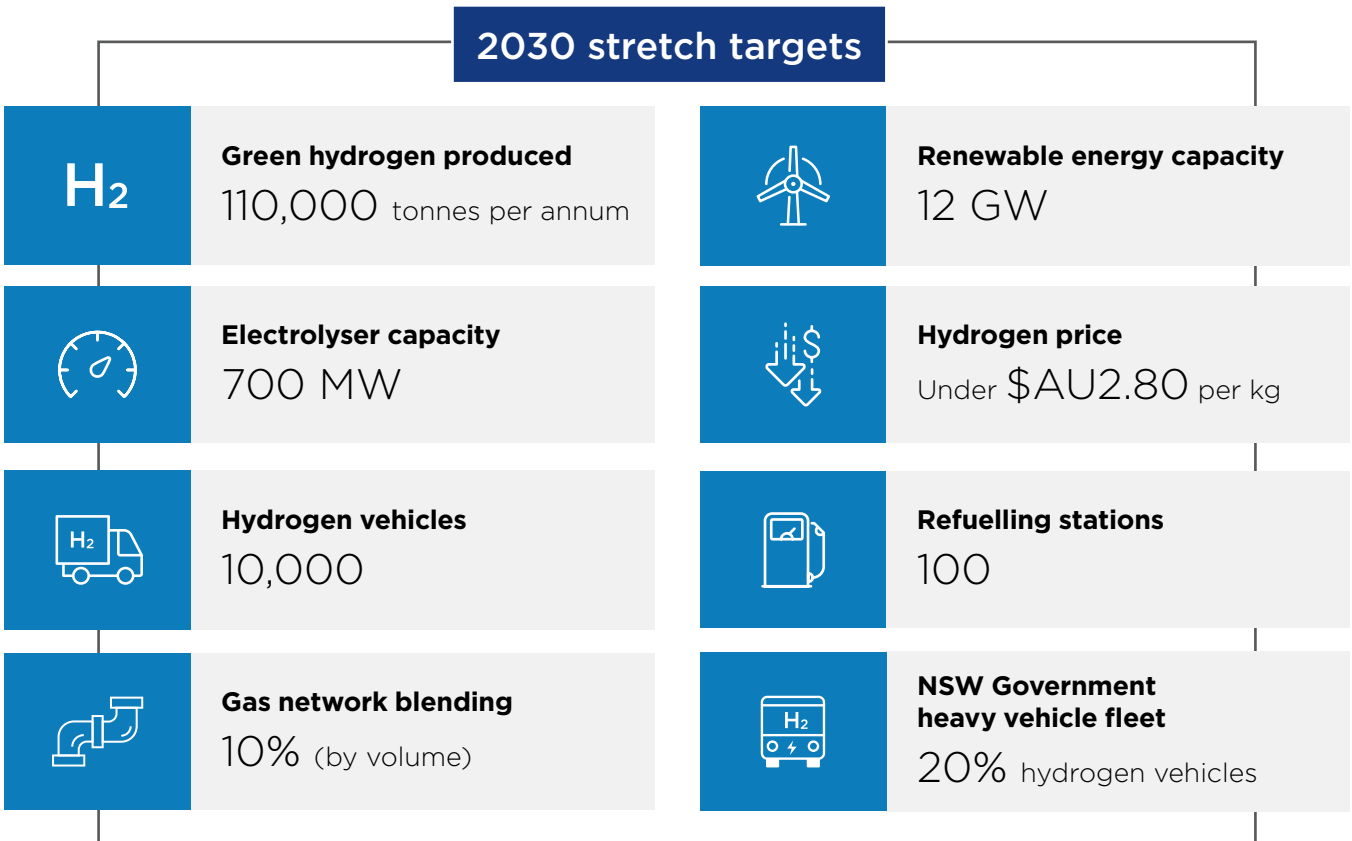 2030 stretch targets
H₂
Green hydrogen produced
110,000 tonnes per annum
Renewable energy capacity
12 GW
Electrolyser capacity
700 MW
Hydrogen price
Under $AU2.80 per kg
$
H₂
Hydrogen vehicles
10,000
Refuelling stations
100
Gas network blending
10% (by volume)
H₂
NSW Government
heavy vehicle fleet
20% hydrogen vehicles